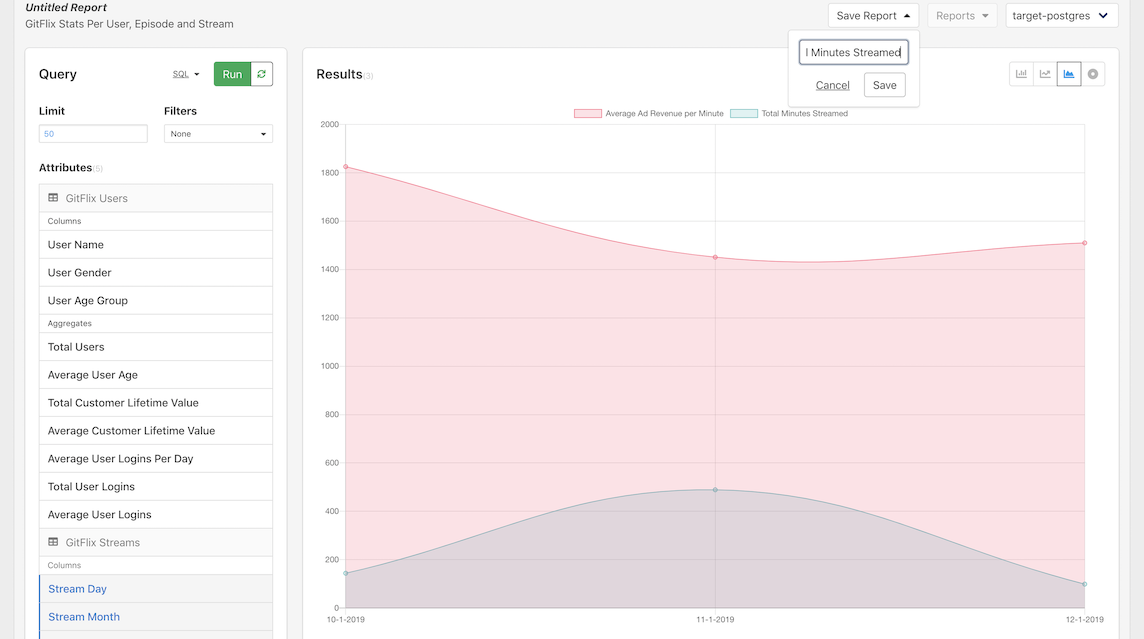 Untitled Report
GitFlix Stats Per User, Episode and Stream
Save Report
Reports
target-postgres
l Minutes Streamed
Cancel
Save
Query
SQL
Run
Limit
Filters
50
None
Attributes(5)
GitFlix Users
Columns
User Name
User Gender
User Age Group
Aggregates
Total Users
Average User Age
Total Customer Lifetime Value
Average Customer Lifetime Value
Average User Logins Per Day
Total User Logins
Average User Logins
GitFlix Streams
Columns
Stream Day
Stream Month
Results(3)
Average Ad Revenue per Minute
Total Minutes Streamed
2000
1800
1600
1400
1200
1000
800
600
400
200
0
10-1-2019
11-1-2019
12-1-2019